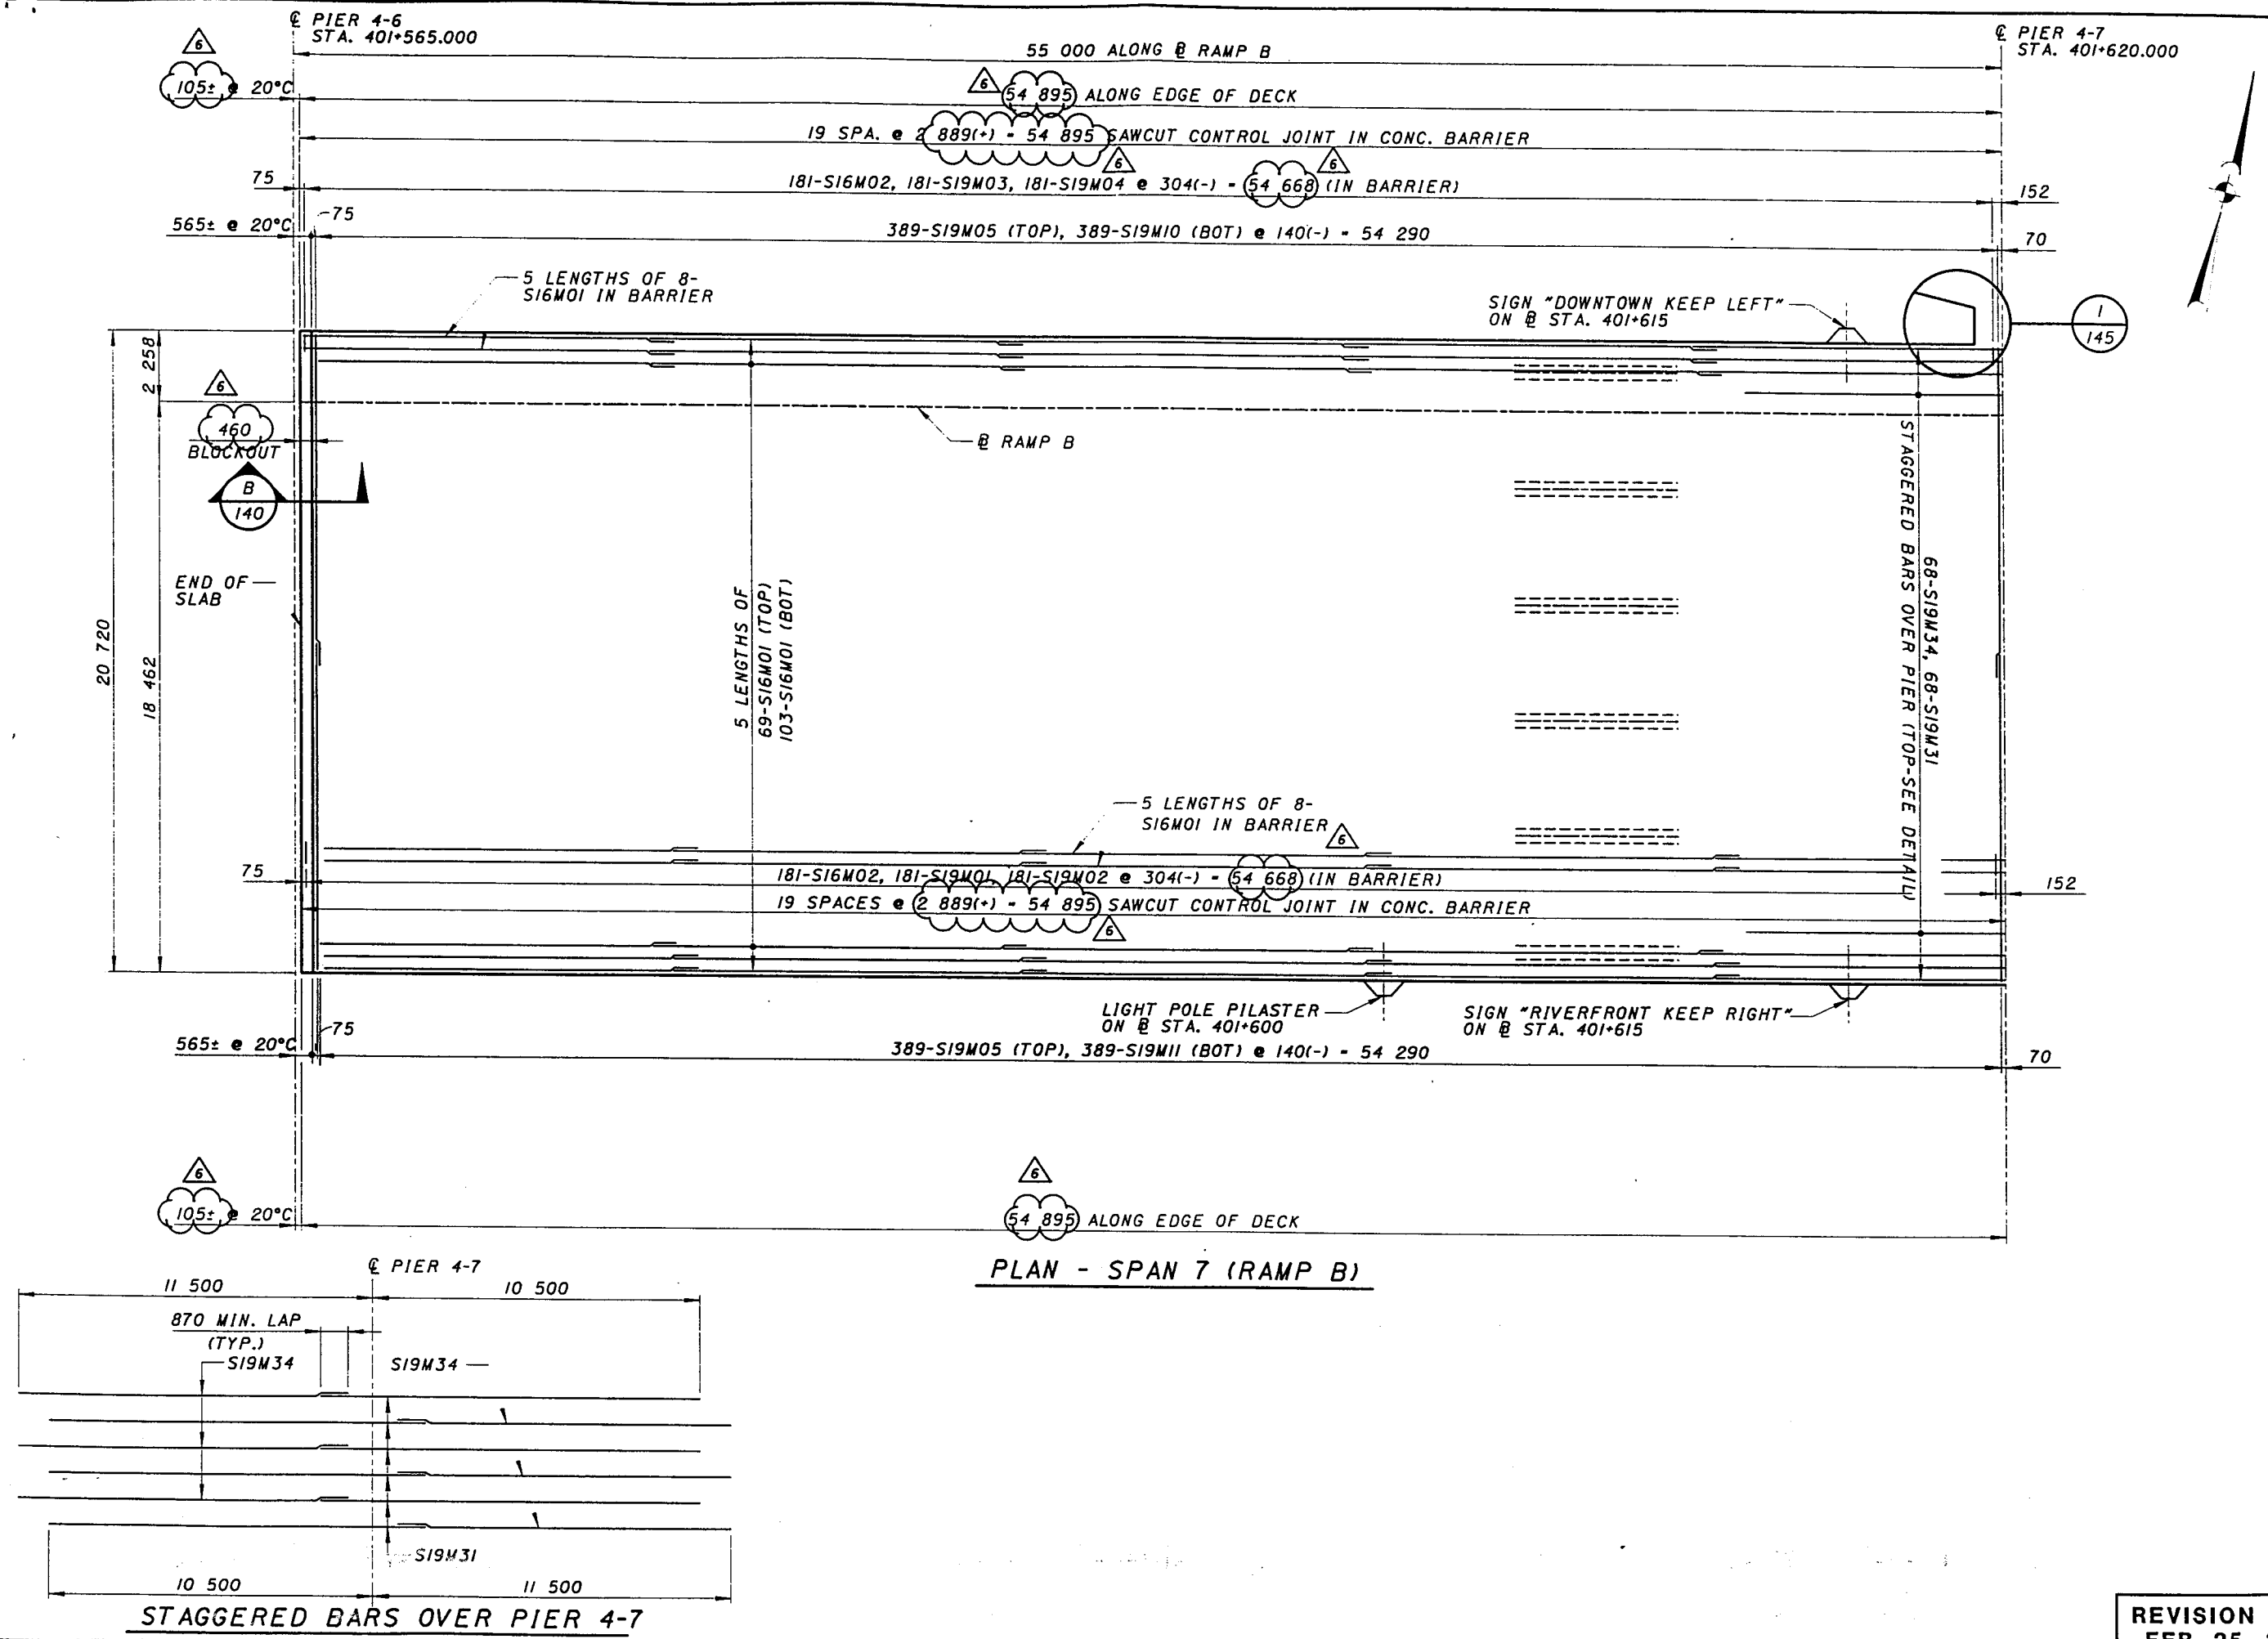 ℄ PIER 4-6
STA. 401+565.000
℄ PIER 4-7
STA. 401+620.000
55 000 ALONG ℄ RAMP B
6
105± @ 20°C
6
54 895 ALONG EDGE OF DECK
19 SPA. @ 2 889(+) = 54 895 SAWCUT CONTROL JOINT IN CONC. BARRIER
6
6
75
181-S16M02, 181-S19M03, 181-S19M04 @ 304(-) = 54 668 (IN BARRIER)
152
75
565± @ 20°C
389-S19M05 (TOP), 389-S19M10 (BOT) @ 140(-) = 54 290
70
5 LENGTHS OF 8-
S16M01 IN BARRIER
SIGN "DOWNTOWN KEEP LEFT"
ON ℄ STA. 401+615
1
145
2 258
18 462
20 720
6
460
BLOCKOUT
B
140
℄ RAMP B
END OF
SLAB
5 LENGTHS OF
69-S16M01 (TOP)
103-S16M01 (BOT)
68-S19M34, 68-S19M31
STAGGERED BARS OVER PIER (TOP-SEE DETAIL)
5 LENGTHS OF 8-
S16M01 IN BARRIER
6
75
181-S16M02, 181-S19M01, 181-S19M02 @ 304(-) = 54 668 (IN BARRIER)
152
19 SPACES @ 2 889(+) = 54 895 SAWCUT CONTROL JOINT IN CONC. BARRIER
6
LIGHT POLE PILASTER
ON ℄ STA. 401+600
SIGN "RIVERFRONT KEEP RIGHT"
ON ℄ STA. 401+615
75
565± @ 20°C
389-S19M05 (TOP), 389-S19M11 (BOT) @ 140(-) = 54 290
70
6
105± @ 20°C
6
54 895 ALONG EDGE OF DECK
PLAN - SPAN 7 (RAMP B)
℄ PIER 4-7
11 500
10 500
870 MIN. LAP
(TYP.)
S19M34
S19M34
S19M31
10 500
11 500
STAGGERED BARS OVER PIER 4-7
REVISION
FEB 25